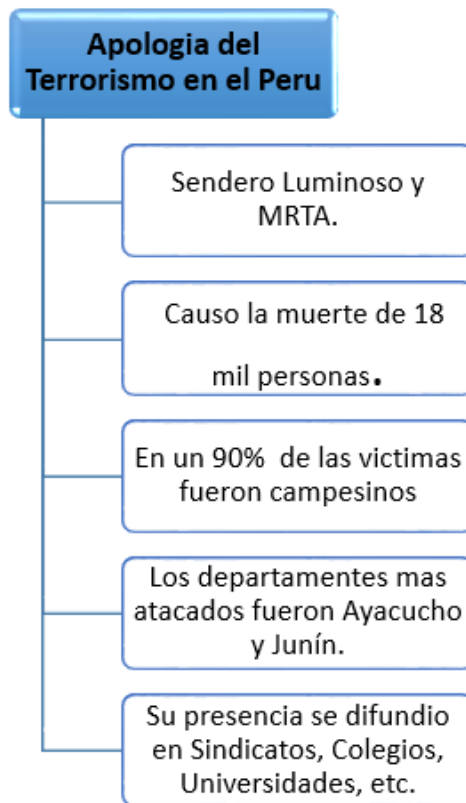 Apologia del
Terrorismo en el Peru
Sendero Luminoso y
MRTA.
Causo la muerte de 18
mil personas.
En un 90% de las victimas
fueron campesinos
Los departamentes mas
atacados fueron Ayacucho
y Junín.
Su presencia se difundio
en Sindicatos, Colegios,
Universidades, etc.